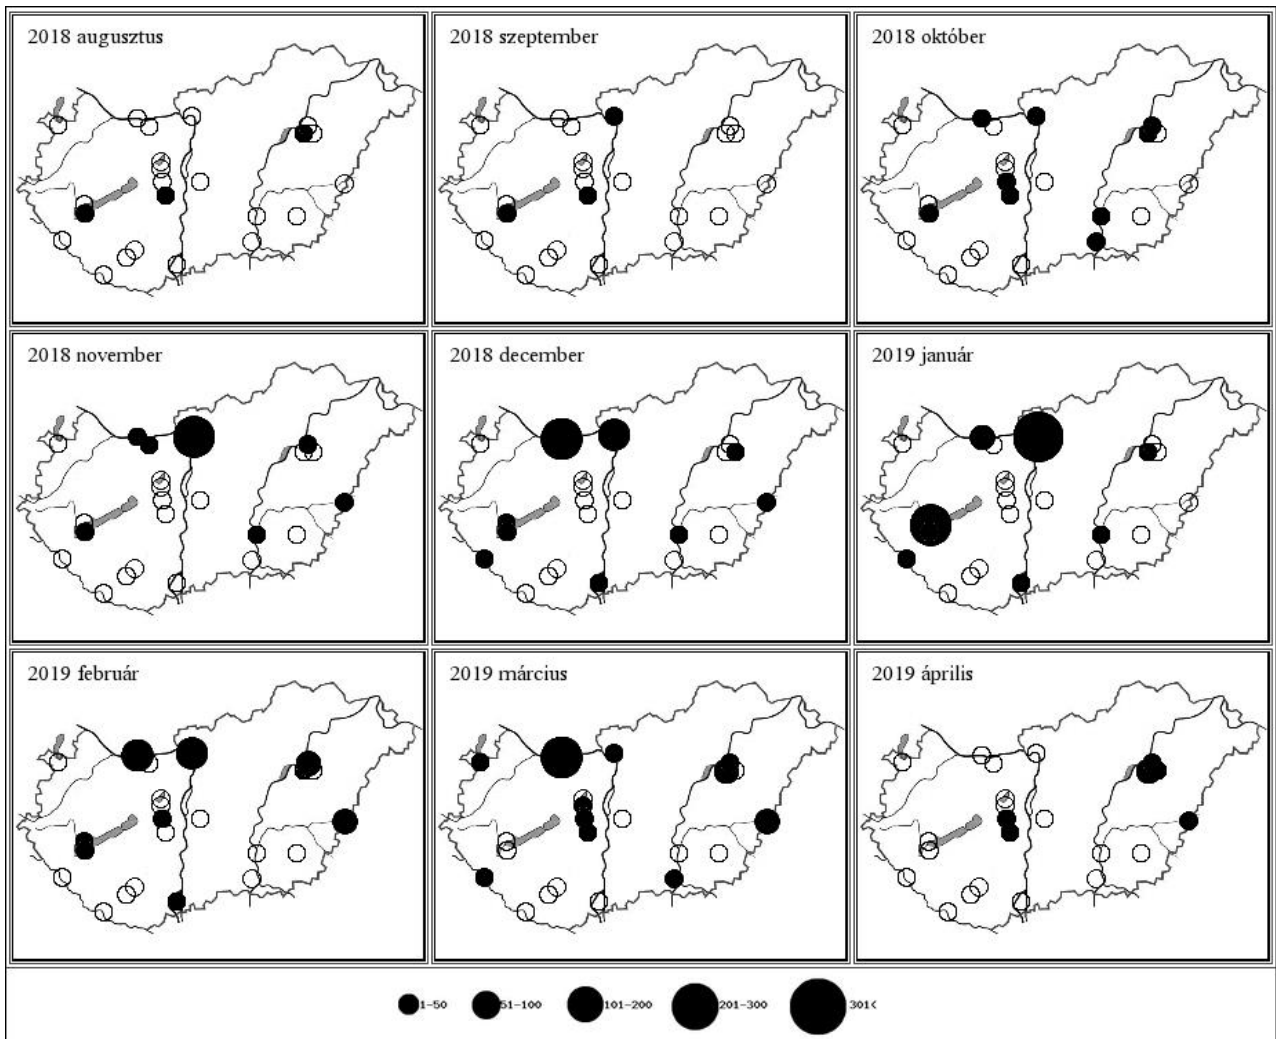 2018 augusztus
2018 szeptember
2018 október
2018 november
2018 december
2019 január
2019 február
2019 március
2019 április
1-50 51-100 101-200 201-300 301<